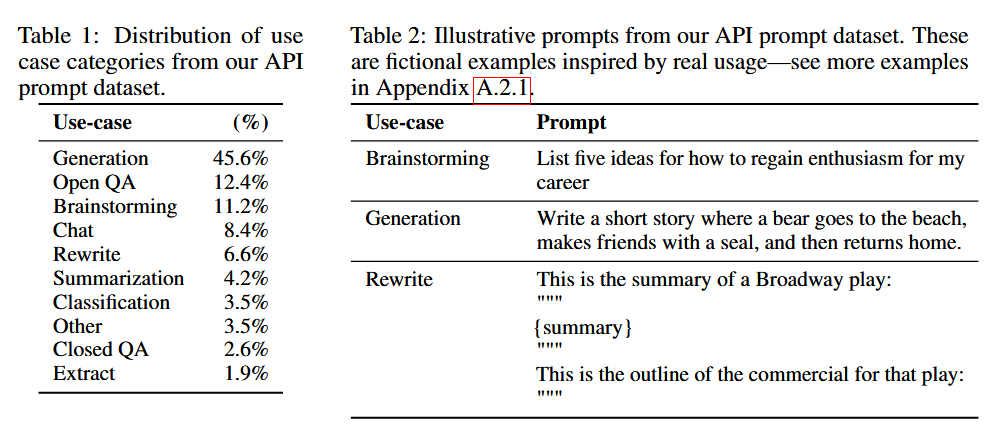 Table 1: Distribution of use
case categories from our API
prompt dataset.
Use-case (%)
Generation 45.6%
Open QA 12.4%
Brainstorming 11.2%
Chat 8.4%
Rewrite 6.6%
Summarization 4.2%
Classification 3.5%
Other 3.5%
Closed QA 2.6%
Extract 1.9%
Table 2: Illustrative prompts from our API prompt dataset. These
are fictional examples inspired by real usage—see more examples
in Appendix A.2.1.
Use-case Prompt
Brainstorming List five ideas for how to regain enthusiasm for my
career
Generation Write a short story where a bear goes to the beach,
makes friends with a seal, and then returns home.
Rewrite This is the summary of a Broadway play:
"""
{summary}
"""
This is the outline of the commercial for that play:
"""